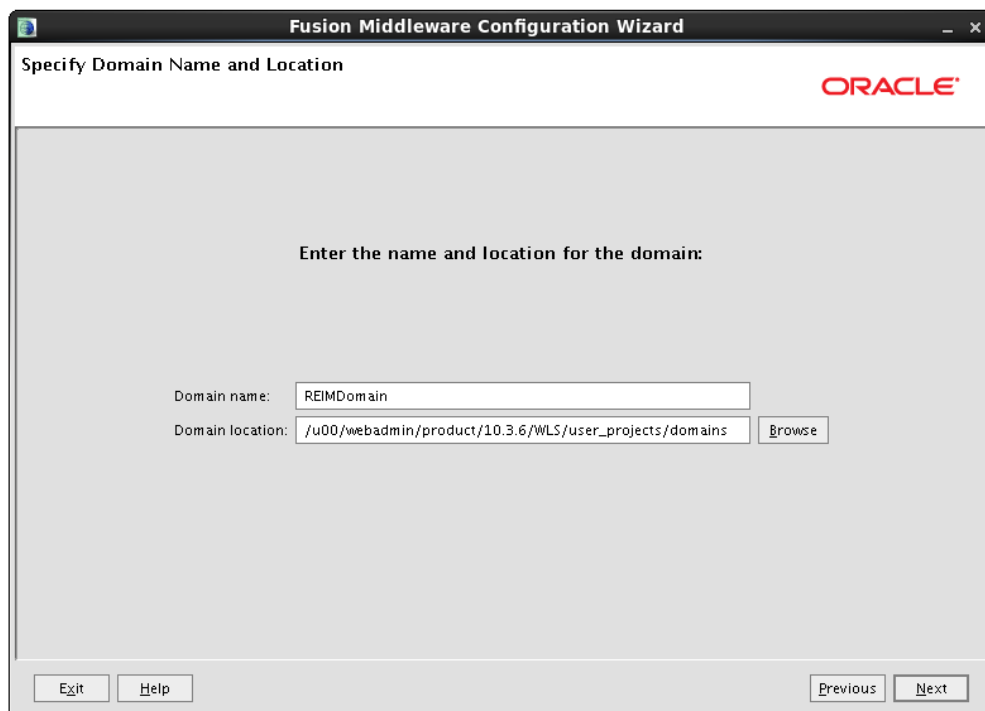 Fusion Middleware Configuration Wizard
Specify Domain Name and Location
ORACLE
Enter the name and location for the domain:
Domain name: REIMDomain
Domain location: /u00/webadmin/product/10.3.6/WLS/user_projects/domains Browse
Exit Help Previous Next